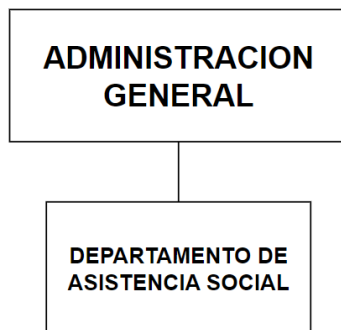 ADMINISTRACION
GENERAL
DEPARTAMENTO DE
ASISTENCIA SOCIAL